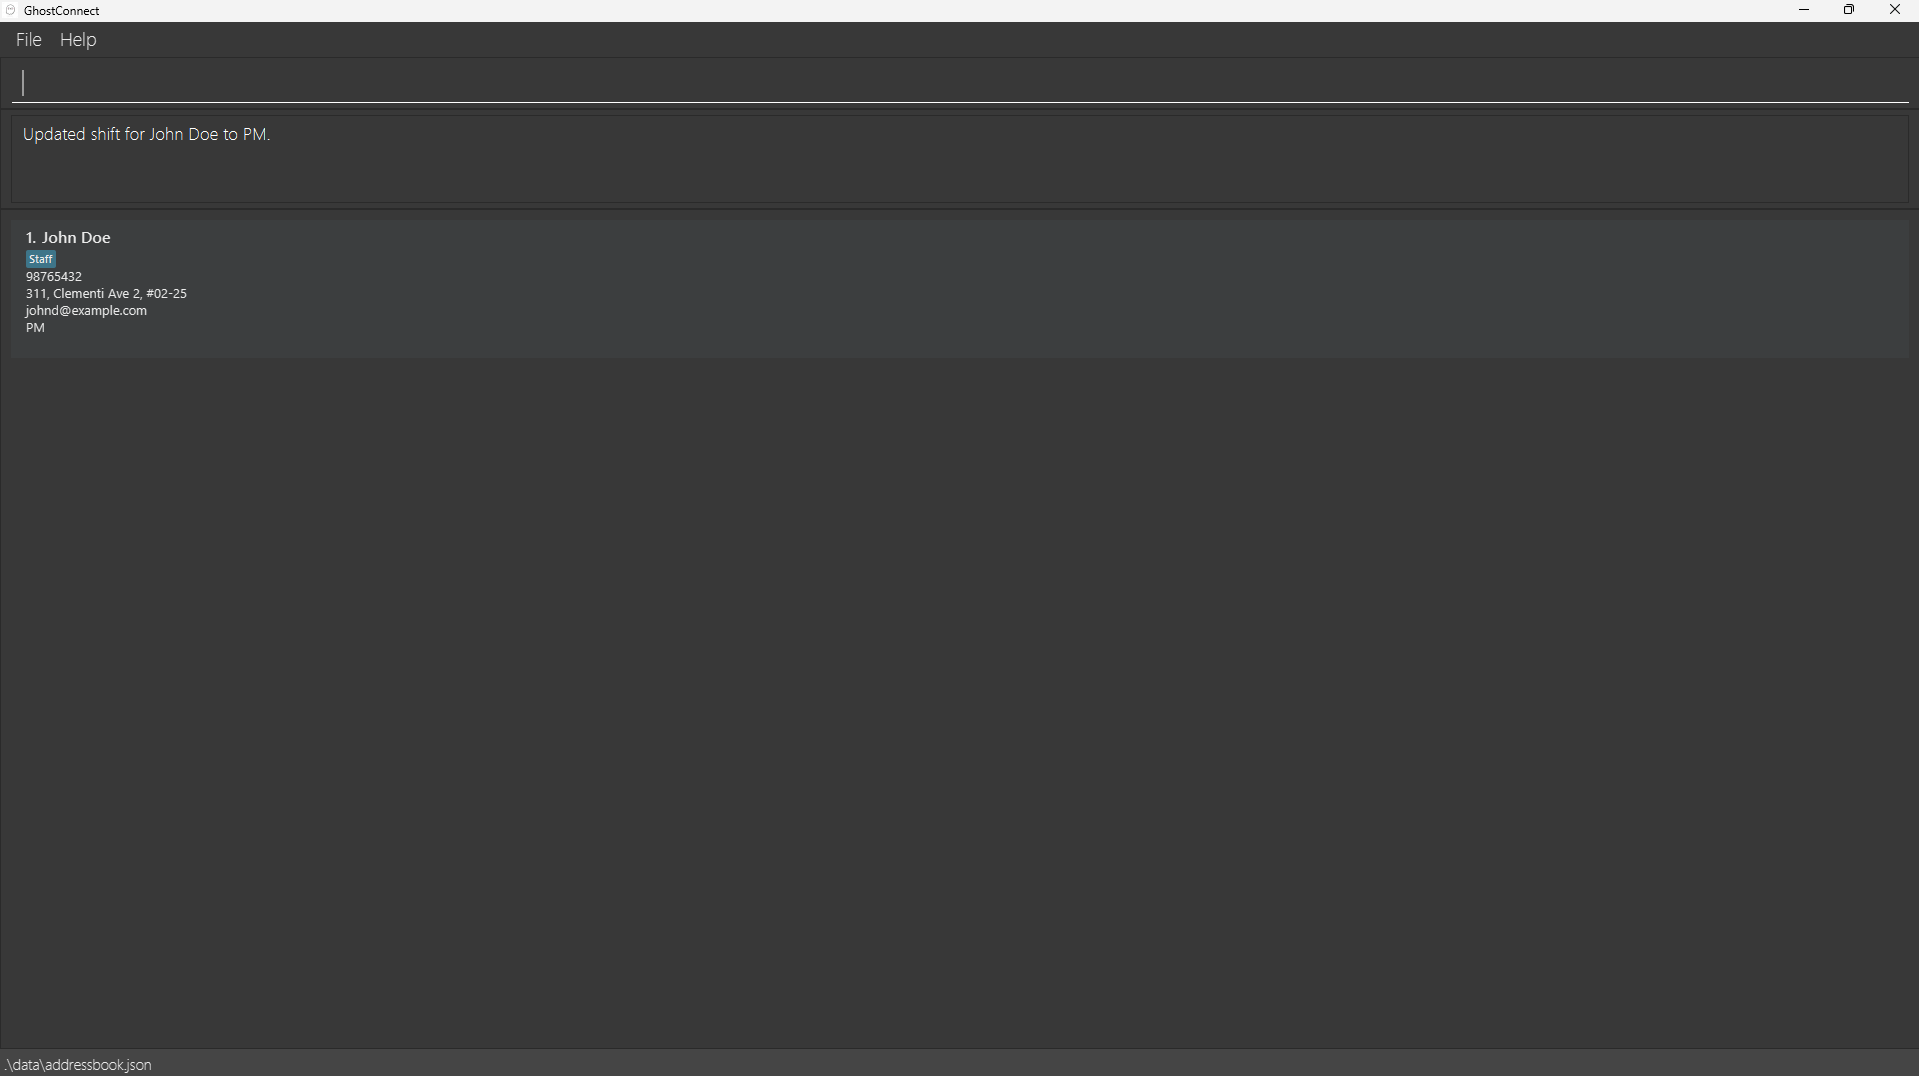 GhostConnect
File Help
Updated shift for John Doe to PM.
1. John Doe
Staff
98765432
311, Clementi Ave 2, #02-25
johnd@example.com
PM
.\data\addressbook.json